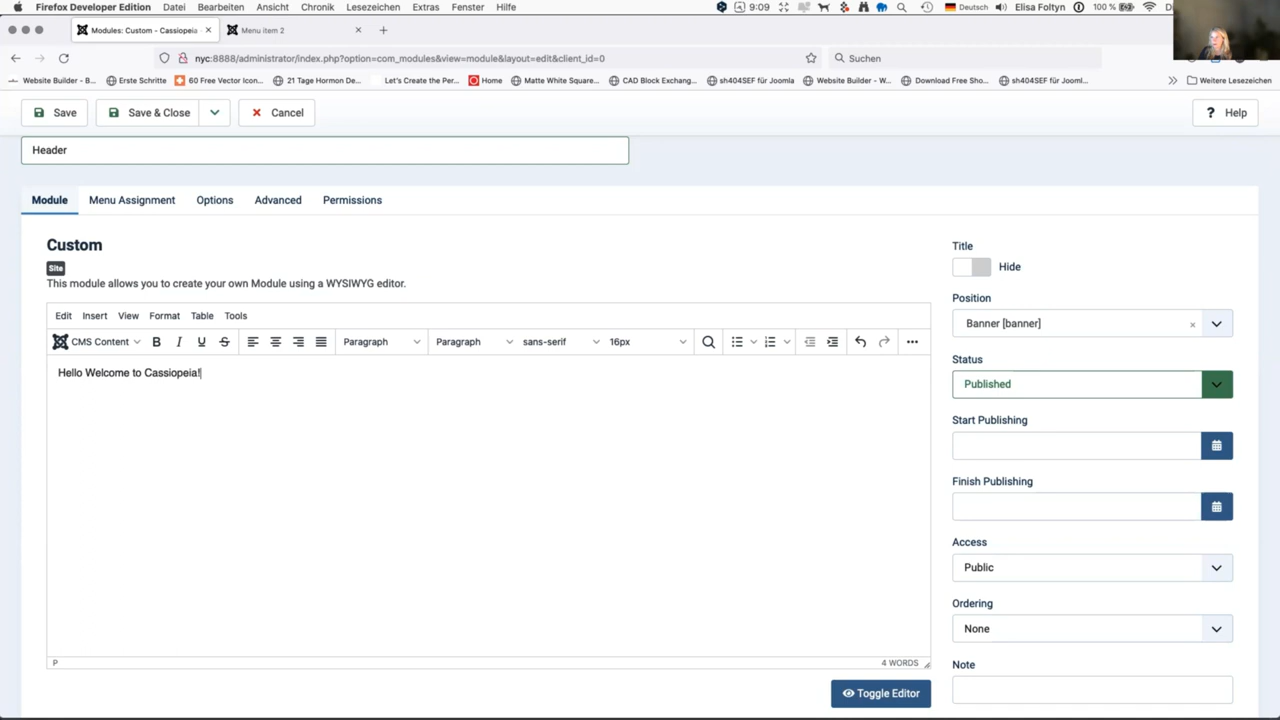 Firefox Developer Edition Datei Bearbeiten Ansicht Chronik Lesezeichen Extras Fenster Hilfe 9:09 Deutsch Elisa Foltyn 100 %
Modules: Custom - Cassiopeia Menu item 2
nyc:8888/administrator/index.php?option=com_modules&view=module&layout=edit&client_id=0 Suchen
Website Builder - B... Erste Schritte 60 Free Vector Icon... 21 Tage Hormon De... Let's Create the Per... Home Matte White Square... CAD Block Exchang... sh404SEF für Joomla Website Builder - W... Download Free Sho... sh404SEF für Joom... Weitere Lesezeichen
Save Save & Close Cancel Help
Header
Module Menu Assignment Options Advanced Permissions
Custom
Site
This module allows you to create your own Module using a WYSIWYG editor.
Edit Insert View Format Table Tools
CMS Content B I U S Paragraph Paragraph sans-serif 16px
Hello Welcome to Cassiopeia!
P 4 WORDS
Toggle Editor
Title
Hide
Position
Banner [banner]
Status
Published
Start Publishing
Finish Publishing
Access
Public
Ordering
None
Note